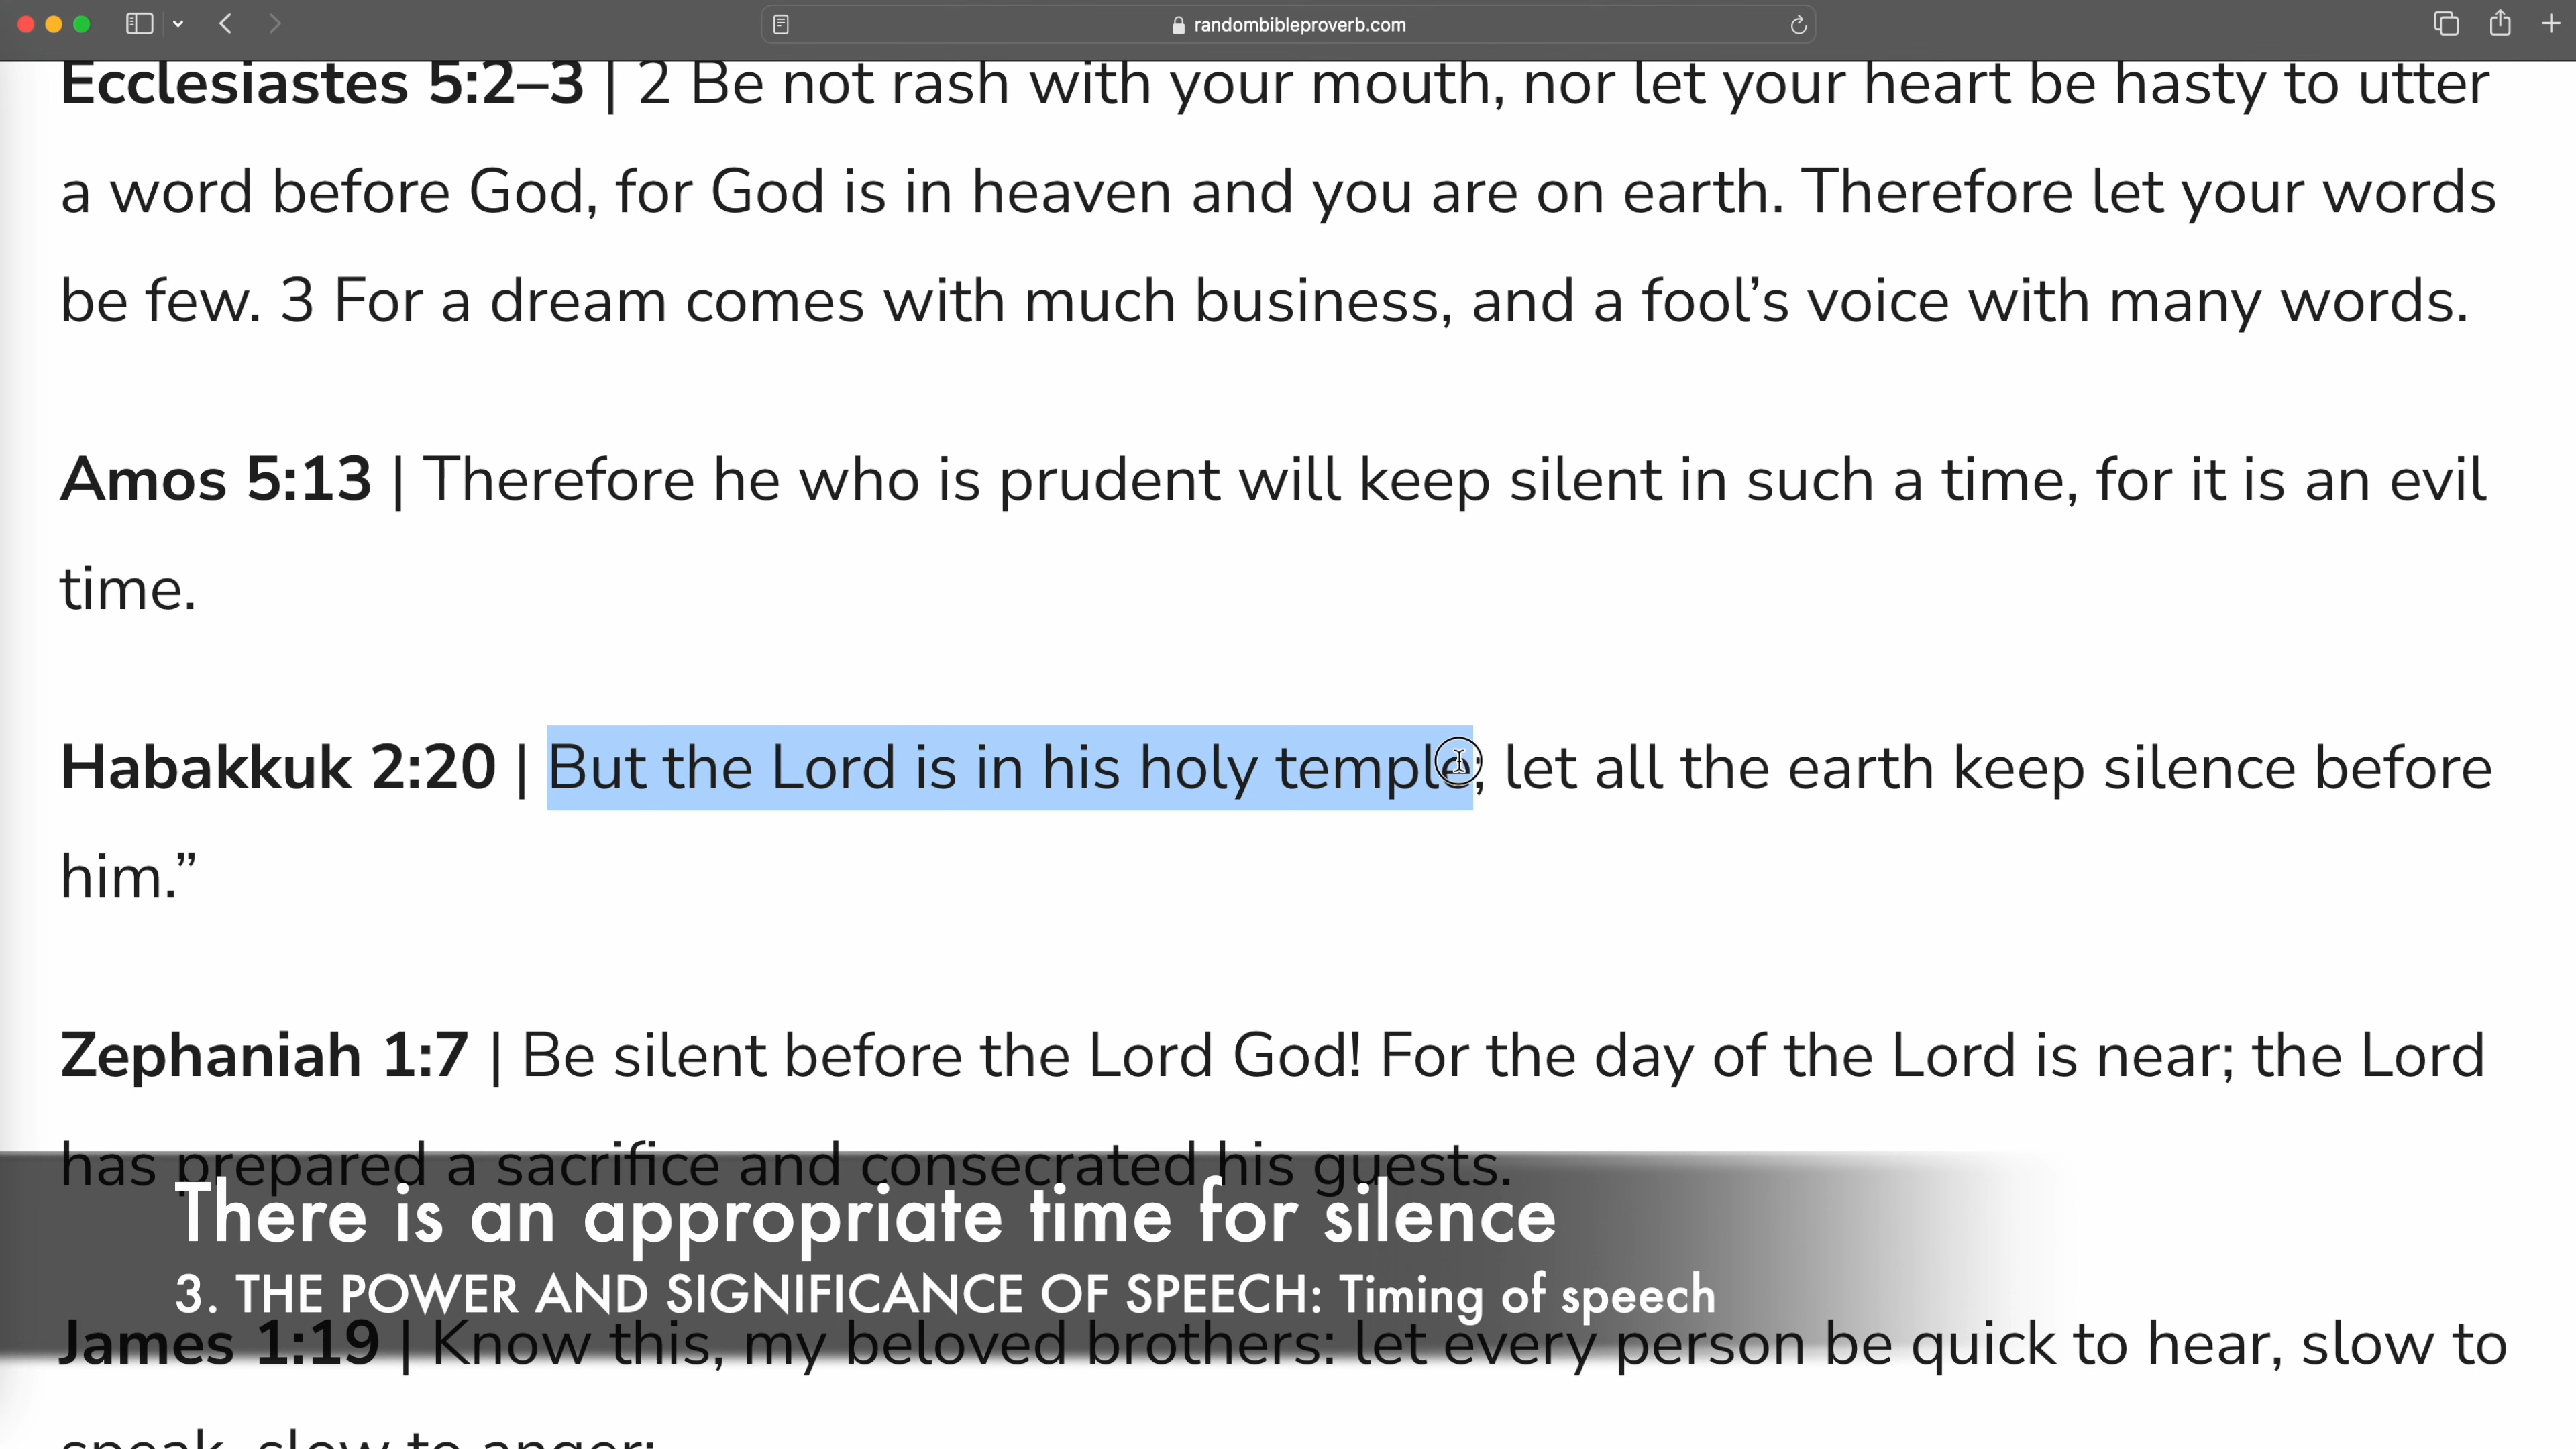 randombibleproverb.com
Ecclesiastes 5:2–3 | 2 Be not rash with your mouth, nor let your heart be hasty to utter
a word before God, for God is in heaven and you are on earth. Therefore let your words
be few. 3 For a dream comes with much business, and a fool’s voice with many words.
Amos 5:13 | Therefore he who is prudent will keep silent in such a time, for it is an evil
time.
Habakkuk 2:20 | But the Lord is in his holy temple; let all the earth keep silence before
him.”
Zephaniah 1:7 | Be silent before the Lord God! For the day of the Lord is near; the Lord
has prepared a sacrifice and consecrated his guests.
There is an appropriate time for silence
3. THE POWER AND SIGNIFICANCE OF SPEECH: Timing of speech
James 1:19 | Know this, my beloved brothers: let every person be quick to hear, slow to
speak, slow to anger;